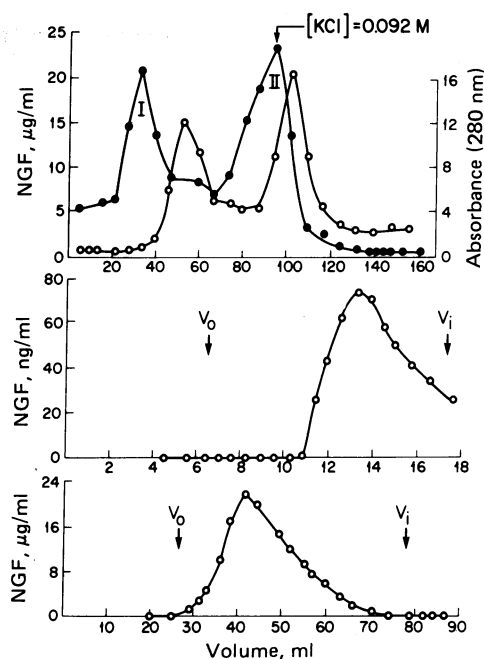 [KCl]=0.092 M
NGF, μg/ml
25
20
15
10
5
0
I
II
16
12
8
4
0
Absorbance (280 nm)
20 40 60 80 100 120 140 160
NGF, ng/ml
80
60
40
20
0
Vo
Vi
2 4 6 8 10 12 14 16 18
NGF, μg/ml
24
16
8
0
Vo
Vi
10 20 30 40 50 60 70 80 90
Volume, ml